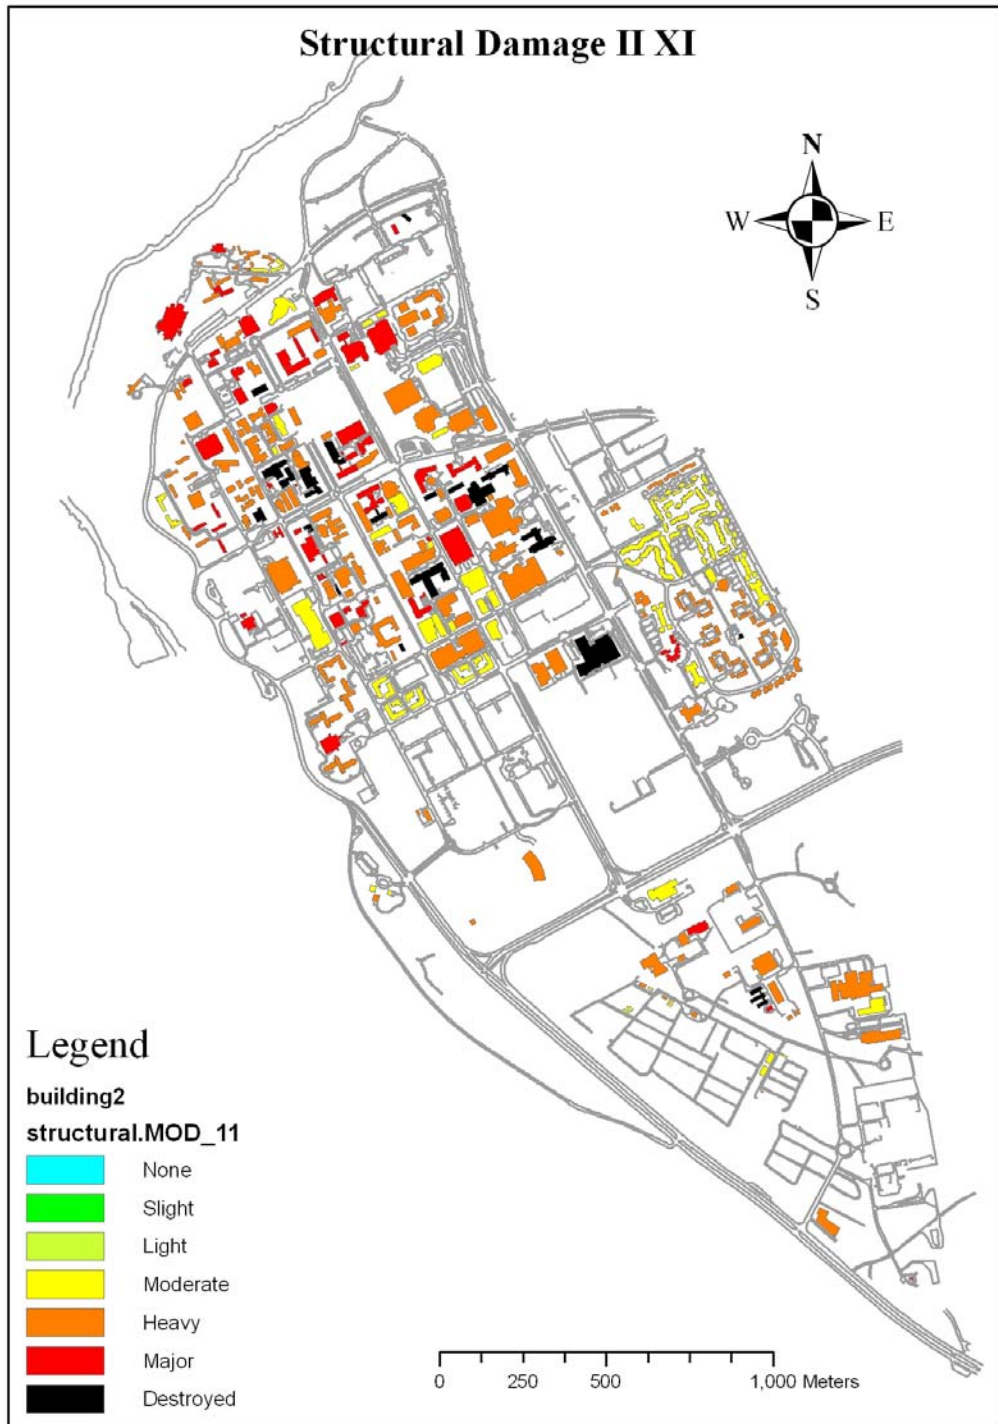 Structural Damage II XI
N
W E
S
Legend
building2
structural.MOD_11
None
Slight
Light
Moderate
Heavy
Major
Destroyed
0 250 500 1,000 Meters